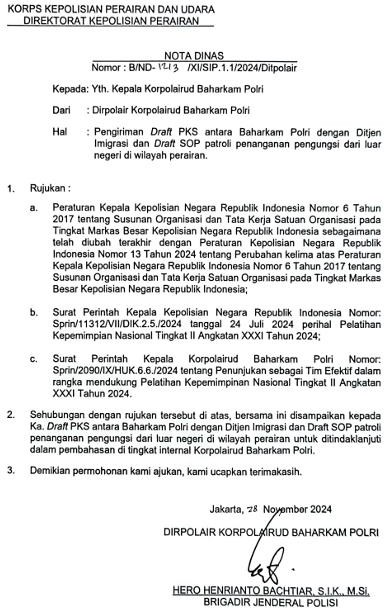 KORPS KEPOLISIAN PERAIRAN DAN UDARA
DIREKTORAT KEPOLISIAN PERAIRAN
NOTA DINAS
Nomor : B/ND- 1213 /XI/SIP.1.1/2024/Ditpolair
Kepada: Yth. Kepala Korpolairud Baharkam Polri
Dari : Dirpolair Korpolairud Baharkam Polri
Hal : Pengiriman Draft PKS antara Baharkam Polri dengan Ditjen
Imigrasi dan Draft SOP patroli penanganan pengungsi dari luar
negeri di wilayah perairan.
1. Rujukan :
a. Peraturan Kepala Kepolisian Negara Republik Indonesia Nomor 6 Tahun
2017 tentang Susunan Organisasi dan Tata Kerja Satuan Organisasi pada
Tingkat Markas Besar Kepolisian Negara Republik Indonesia sebagaimana
telah diubah terakhir dengan Peraturan Kepolisian Negara Republik
Indonesia Nomor 13 Tahun 2024 tentang Perubahan kelima atas Peraturan
Kepala Kepolisian Negara Republik Indonesia Nomor 6 Tahun 2017 tentang
Susunan Organisasi dan Tata Kerja Satuan Organisasi pada Tingkat Markas
Besar Kepolisian Negara Republik Indonesia;
b. Surat Perintah Kepala Kepolisian Negara Republik Indonesia Nomor:
Sprin/11312/VII/DIK.2.5./2024 tanggal 24 Juli 2024 perihal Pelatihan
Kepemimpian Nasional Tingkat II Angkatan XXXI Tahun 2024;
c. Surat Perintah Kepala Korpolairud Baharkam Polri Nomor:
Sprin/2090/IX/HUK.6.6./2024 tentang Penunjukan sebagai Tim Efektif dalam
rangka mendukung Pelatihan Kepemimpinan Nasional Tingkat II Angkatan
XXXI Tahun 2024.
2. Sehubungan dengan rujukan tersebut di atas, bersama ini disampaikan kepada
Ka. Draft PKS antara Baharkam Polri dengan Ditjen Imigrasi dan Draft SOP patroli
penanganan pengungsi dari luar negeri di wilayah perairan untuk ditindaklanjuti
dalam pembahasan di tingkat internal Korpolairud Baharkam Polri.
3. Demikian permohonan kami ajukan, kami ucapkan terimakasih.
Jakarta, 28 November 2024
DIRPOLAIR KORPOLAIRUD BAHARKAM POLRI
HERO HENRIANTO BACHTIAR, S.I.K., M.Si.
BRIGADIR JENDERAL POLISI